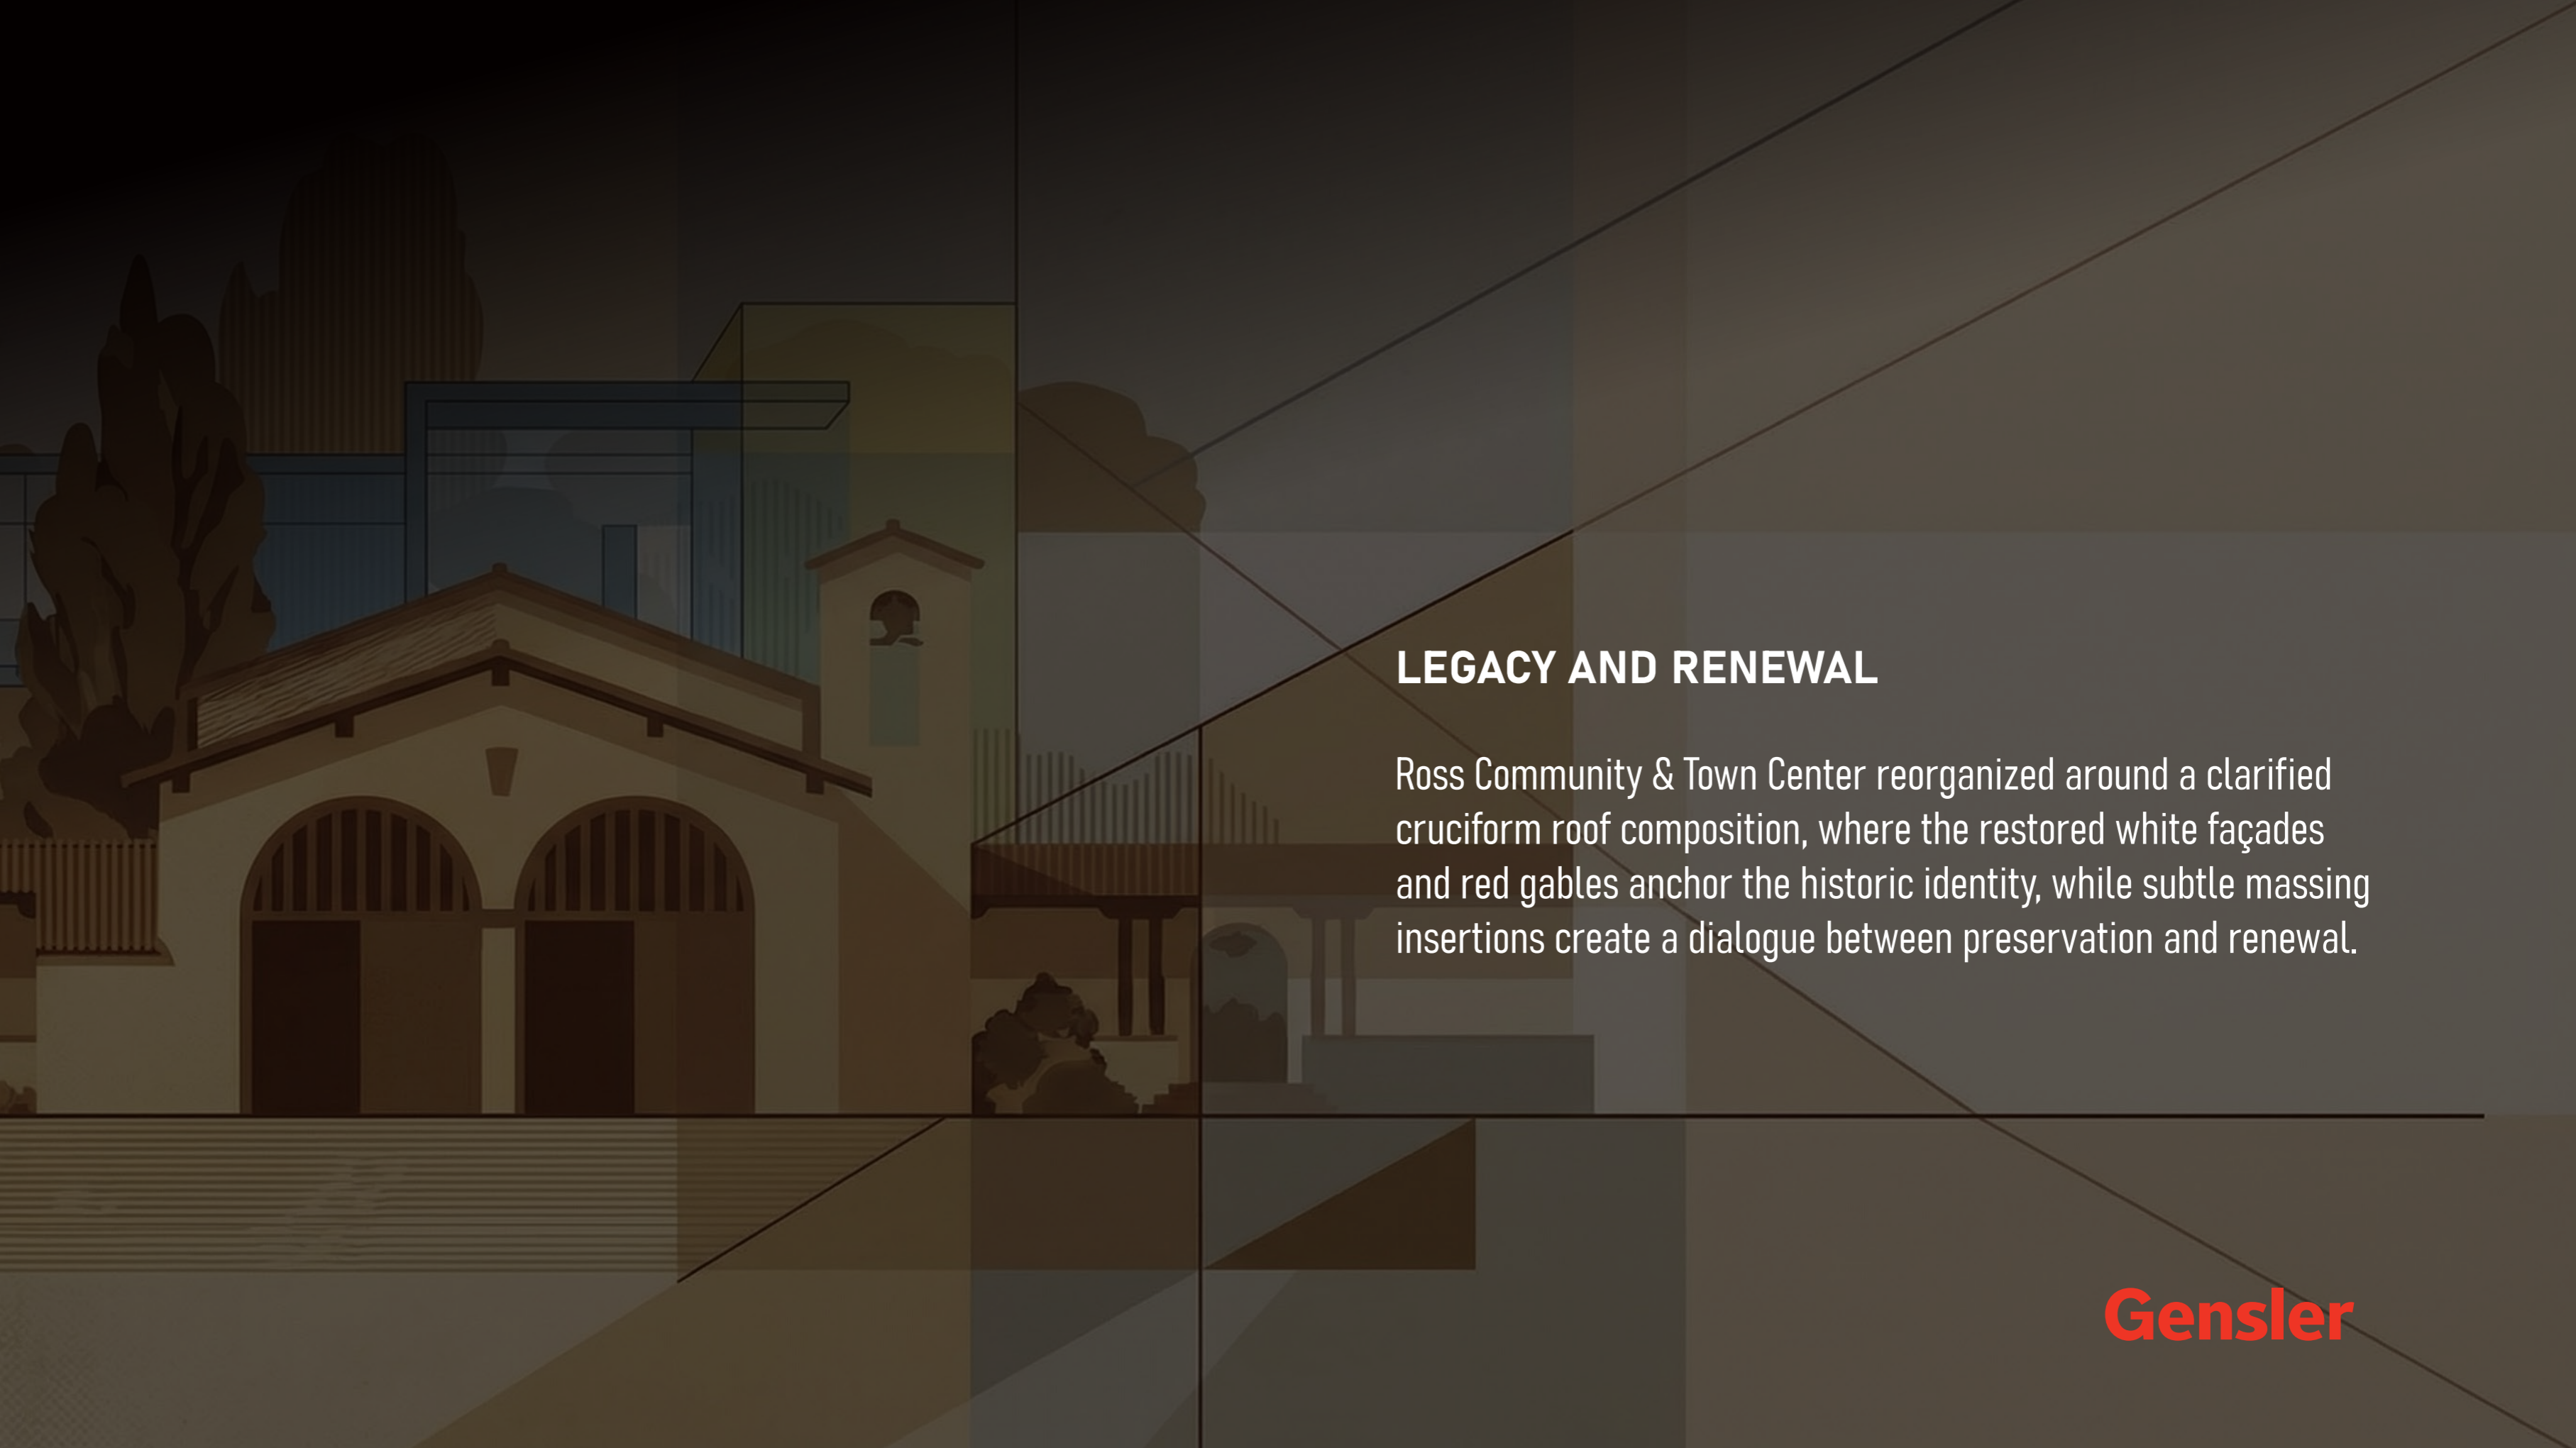 LEGACY AND RENEWAL
Ross Community & Town Center reorganized around a clarified
cruciform roof composition, where the restored white façades
and red gables anchor the historic identity, while subtle massing
insertions create a dialogue between preservation and renewal.
Gensler